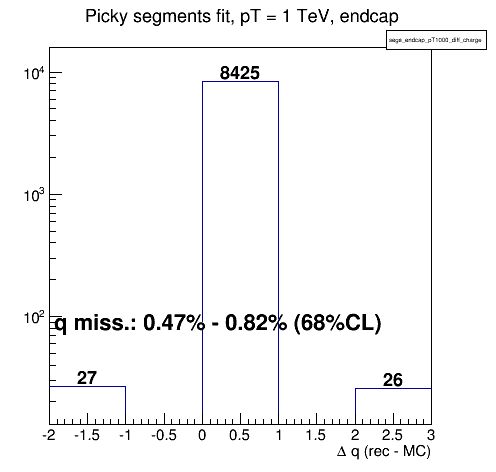 Picky segments fit, pT = 1 TeV, endcap
sege_endcap_pT1000_diff_charge
10^4
8425
10^3
10^2
q miss.: 0.47% - 0.82% (68%CL)
27
26
-2 -1.5 -1 -0.5 0 0.5 1 1.5 2 2.5 3
Δ q (rec - MC)